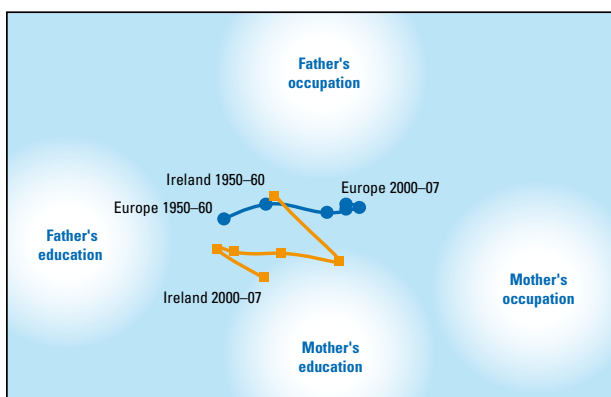 Father's
occupation
Ireland 1950–60
Europe 2000–07
Europe 1950–60
Father's
education
Mother's
occupation
Ireland 2000–07
Mother's
education